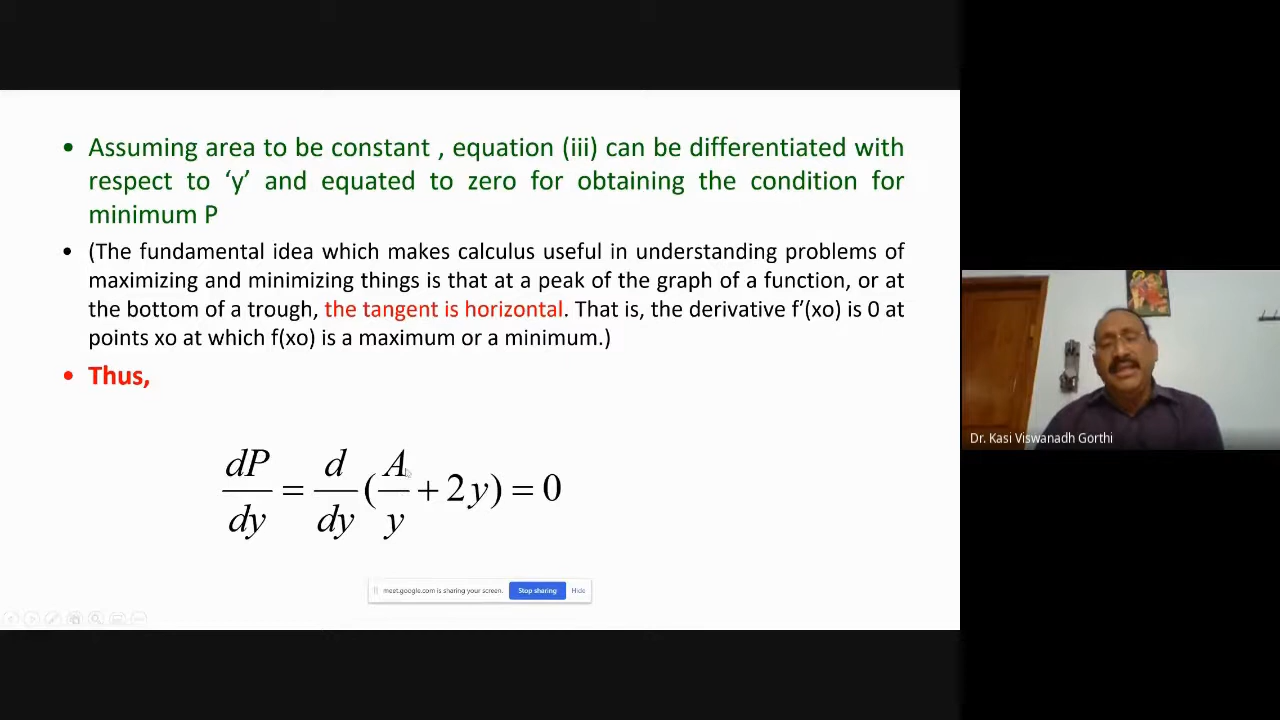 • Assuming area to be constant , equation (iii) can be differentiated with
respect to ‘y’ and equated to zero for obtaining the condition for
minimum P
• (The fundamental idea which makes calculus useful in understanding problems of
maximizing and minimizing things is that at a peak of the graph of a function, or at
the bottom of a trough, the tangent is horizontal. That is, the derivative f′(xo) is 0 at
points xo at which f(xo) is a maximum or a minimum.)
• Thus,
dP/dy = d/dy (A/y + 2y) = 0
meet.google.com is sharing your screen. Stop sharing Hide
Dr. Kasi Viswanadh Gorthi